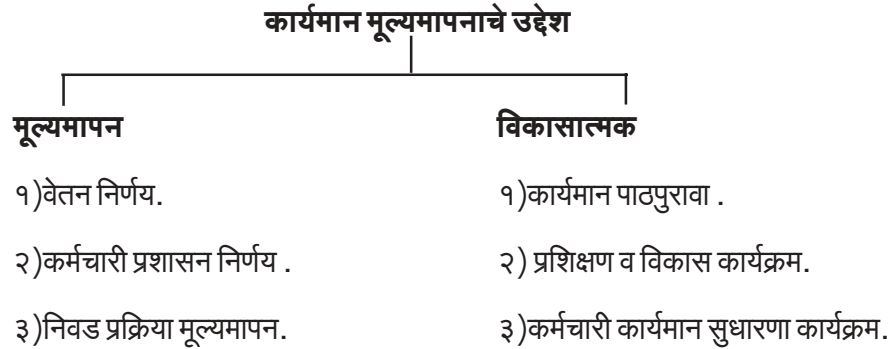 कार्यमान मूल्यमापनाचे उद्देश
मूल्यमापन
१)वेतन निर्णय.
२)कर्मचारी प्रशासन निर्णय .
३)निवड प्रक्रिया मूल्यमापन.
विकासात्मक
१)कार्यमान पाठपुरावा .
२) प्रशिक्षण व विकास कार्यक्रम.
३)कर्मचारी कार्यमान सुधारणा कार्यक्रम.